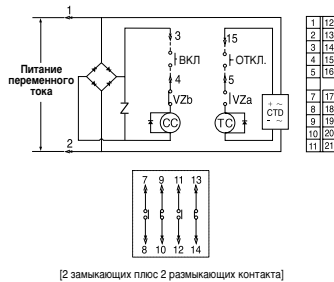 1
3
15
ВКЛ
ОТКЛ.
Питание
переменного
тока
4
5
VZb
VZa
CC
TC
+ ~
- ~
CTD
2
1 12
2 13
3 14
4 15
5 16
7 17
8 18
9 19
10 20
11 21
7 9 11 13
8 10 12 14
[2 замыкающих плюс 2 размыкающих контакта]